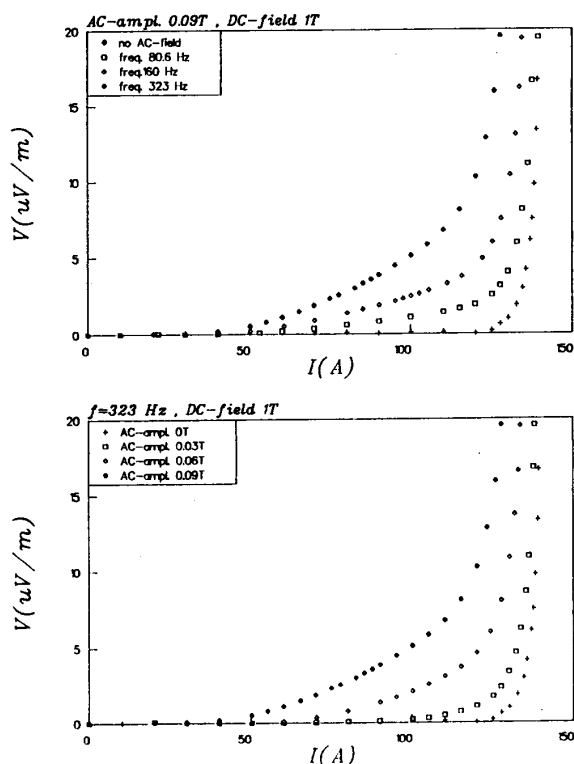 AC-ampl. 0.09T , DC-field 1T
no AC-field
freq. 80.6 Hz
freq.160 Hz
freq. 323 Hz
20
15
10
5
0
V(uV/m)
0
50
100
150
I(A)
f=323 Hz , DC-field 1T
AC-ampl. 0T
AC-ampl. 0.03T
AC-ampl. 0.06T
AC-ampl. 0.09T
20
15
10
5
0
V(uV/m)
0
50
100
150
I(A)